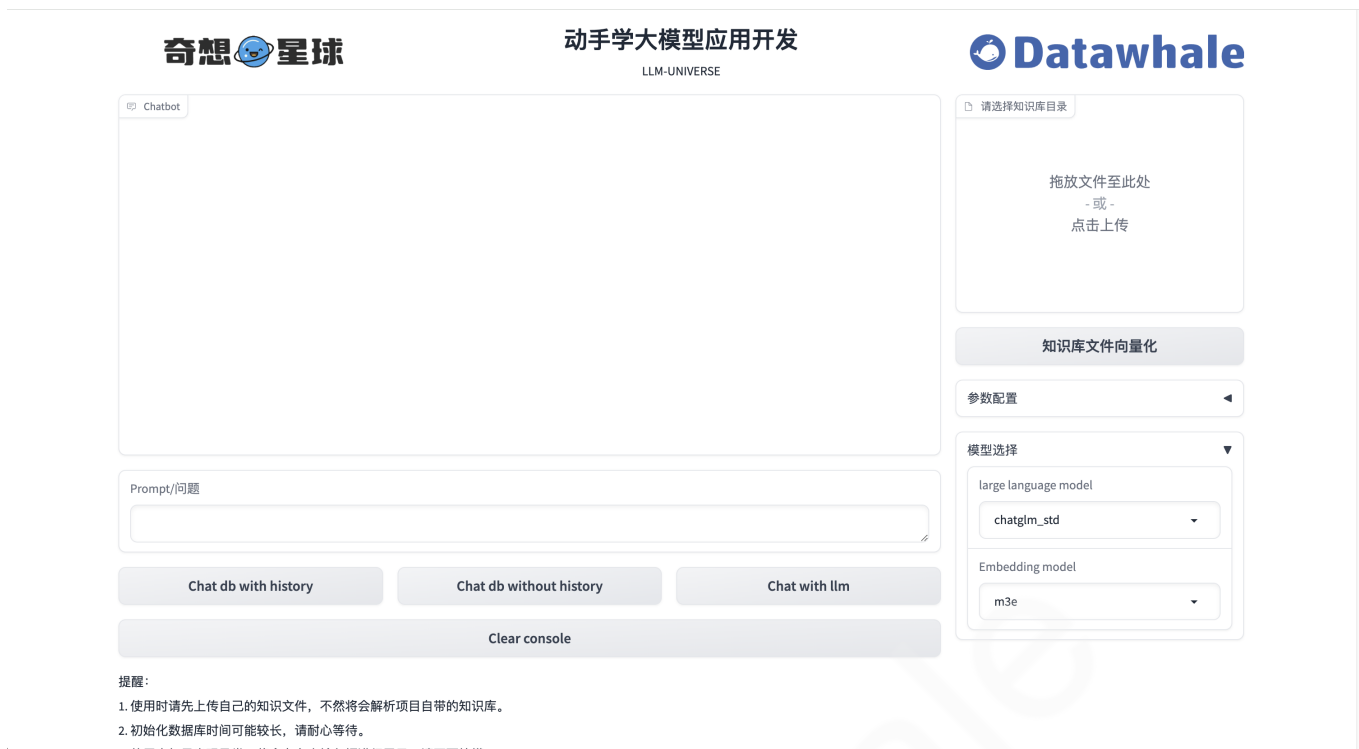 奇想星球
动手学大模型应用开发
LLM-UNIVERSE
Datawhale
Chatbot
请选择知识库目录
拖放文件至此处
- 或 -
点击上传
知识库文件向量化
参数配置
模型选择
large language model
chatglm_std
Embedding model
m3e
Prompt/问题
Chat db with history
Chat db without history
Chat with llm
Clear console
提醒：
1. 使用时请先上传自己的知识文件，不然将会解析项目自带的知识库。
2. 初始化数据库时间可能较长，请耐心等待。